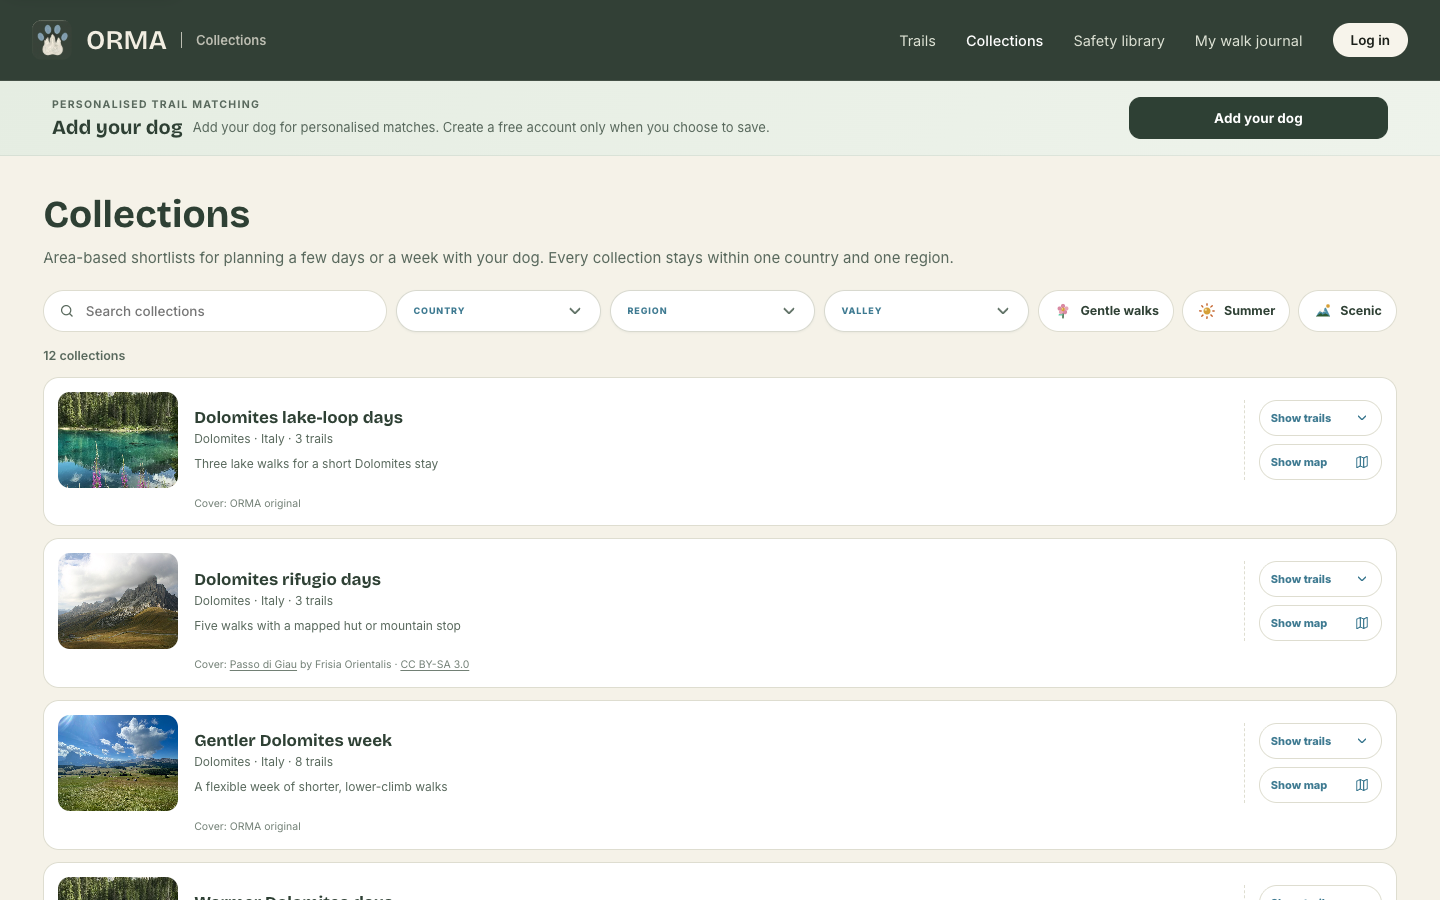 ORMA
Collections
Trails
Collections
Safety library
My walk journal
Log in
PERSONALISED TRAIL MATCHING
Add your dog
Add your dog for personalised matches. Create a free account only when you choose to save.
Add your dog
Collections
Area-based shortlists for planning a few days or a week with your dog. Every collection stays within one country and one region.
Search collections
COUNTRY
REGION
VALLEY
Gentle walks
Summer
Scenic
12 collections
Dolomites lake-loop days
Dolomites · Italy · 3 trails
Three lake walks for a short Dolomites stay
Cover: ORMA original
Show trails
Show map
Dolomites rifugio days
Dolomites · Italy · 3 trails
Five walks with a mapped hut or mountain stop
Cover: Passo di Giau by Frisia Orientalis · CC BY-SA 3.0
Show trails
Show map
Gentler Dolomites week
Dolomites · Italy · 8 trails
A flexible week of shorter, lower-climb walks
Cover: ORMA original
Show trails
Show map